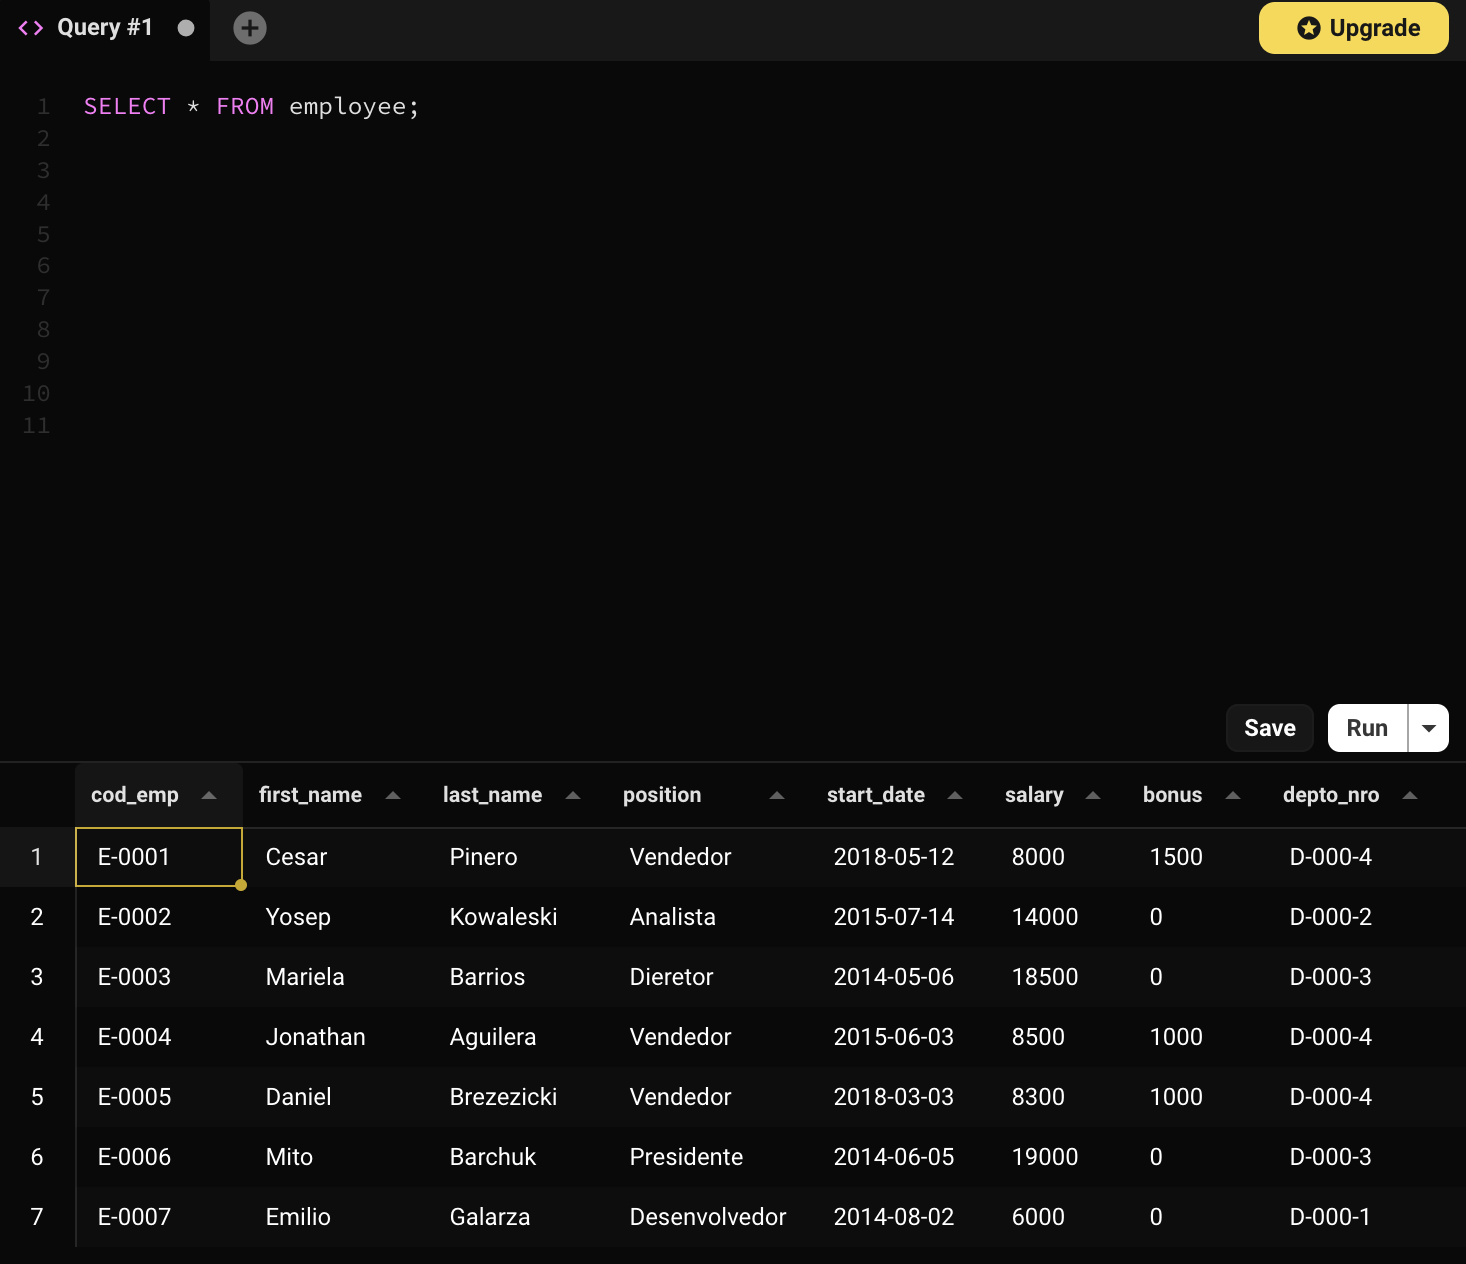 Query #1
Upgrade
1 SELECT * FROM employee;
2
3
4
5
6
7
8
9
10
11
Save Run
cod_emp first_name last_name position start_date salary bonus depto_nro
1 E-0001 Cesar Pinero Vendedor 2018-05-12 8000 1500 D-000-4
2 E-0002 Yosep Kowaleski Analista 2015-07-14 14000 0 D-000-2
3 E-0003 Mariela Barrios Dieretor 2014-05-06 18500 0 D-000-3
4 E-0004 Jonathan Aguilera Vendedor 2015-06-03 8500 1000 D-000-4
5 E-0005 Daniel Brezezicki Vendedor 2018-03-03 8300 1000 D-000-4
6 E-0006 Mito Barchuk Presidente 2014-06-05 19000 0 D-000-3
7 E-0007 Emilio Galarza Desenvolvedor 2014-08-02 6000 0 D-000-1